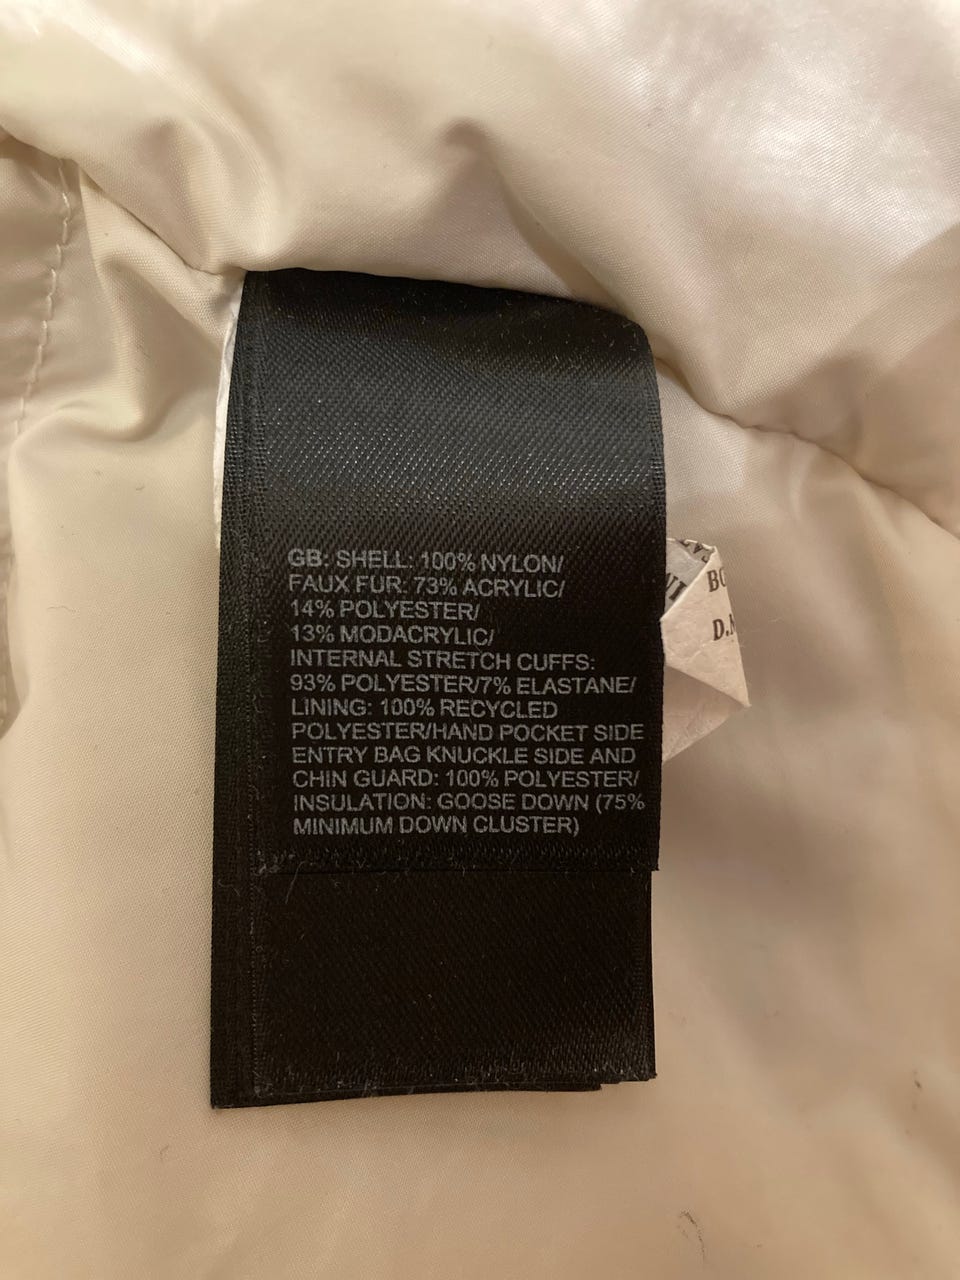 GB: SHELL: 100% NYLON/
FAUX FUR: 73% ACRYLIC/
14% POLYESTER/
13% MODACRYLIC/
INTERNAL STRETCH CUFFS:
93% POLYESTER/7% ELASTANE/
LINING: 100% RECYCLED
POLYESTER/HAND POCKET SIDE
ENTRY BAG KNUCKLE SIDE AND
CHIN GUARD: 100% POLYESTER/
INSULATION: GOOSE DOWN (75%
MINIMUM DOWN CLUSTER)